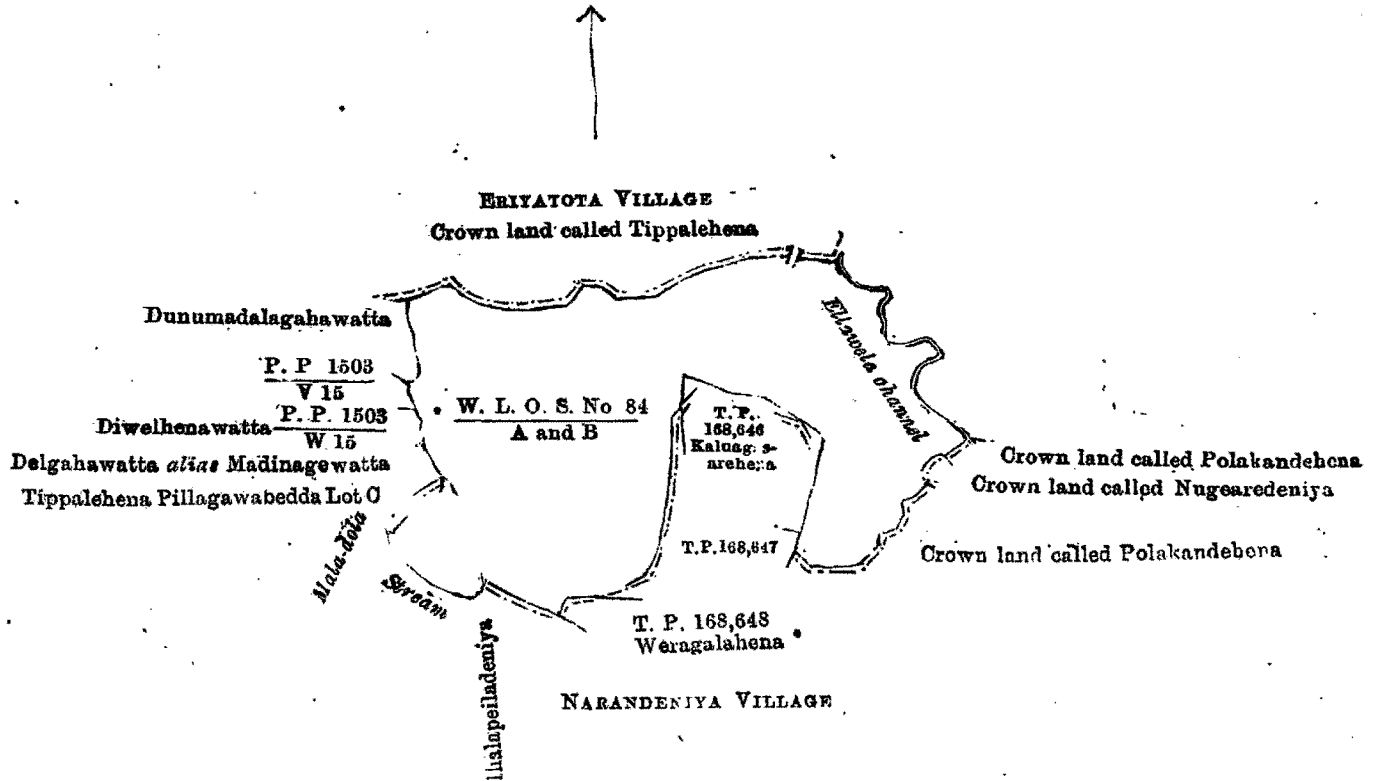 ERIYATOTA VILLAGE
Crown land called Tippalehena
Dunumadalagahawatta
P. P 1503
V 15
Diwelhenawatta P. P. 1503
W 15
Delgahawatta alias Madinagewatta
Tippalehena Pillagawabedda Lot C
W. L. O. S. No 84
A and B
T. P.
168,646
Ellawela channel
Crown land called Polakandehena
Crown land called Nugearedeniya
T.P. 168,647
Crown land called Polakandehena
Mala-dola
Stream
T. P. 168,648
Weragalahena
Ihalapeiladeniya
NARANDENIYA VILLAGE